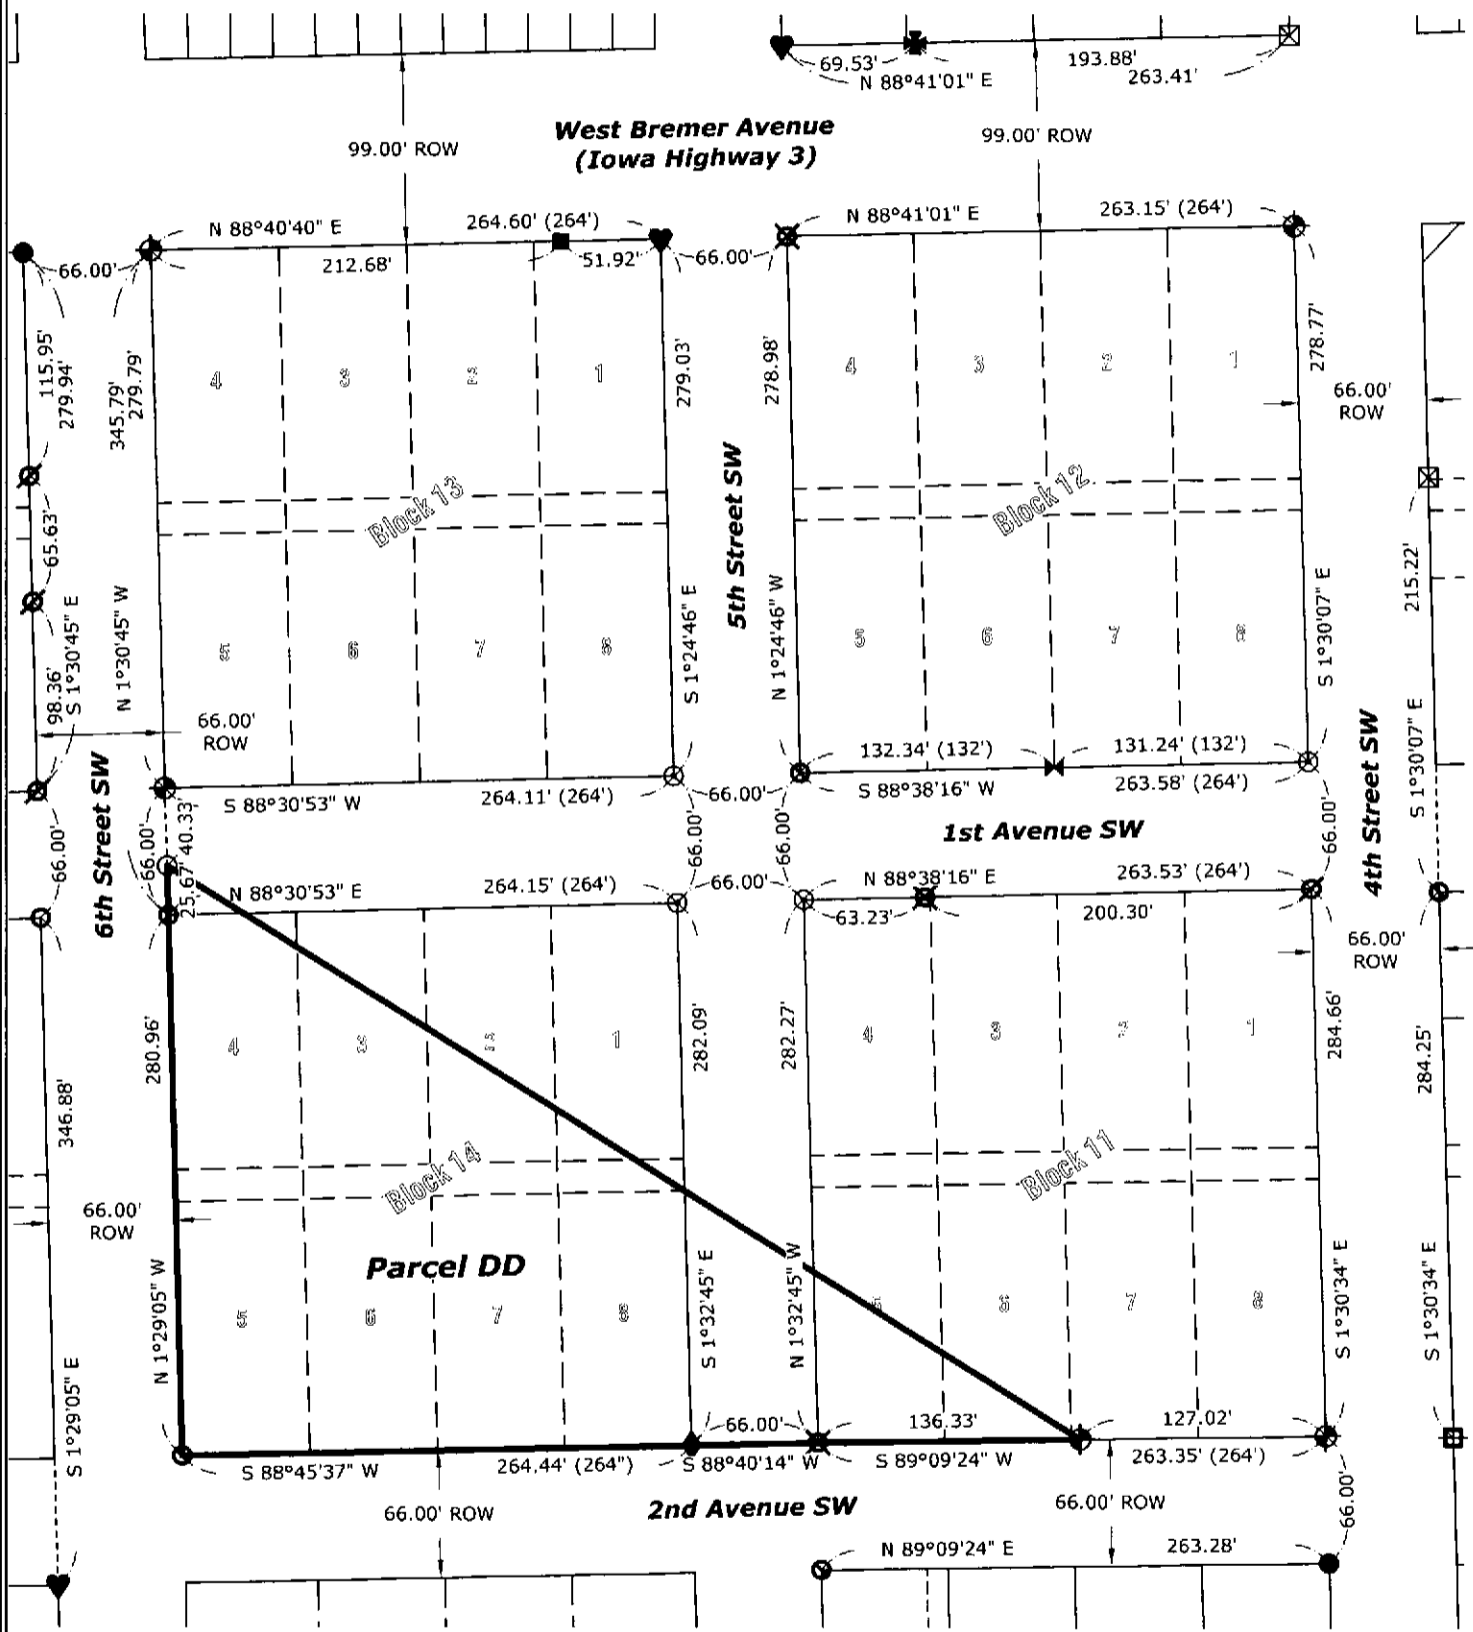 69.53'
193.88'
N 88°41'01" E
263.41'
West Bremer Avenue
(Iowa Highway 3)
99.00' ROW
99.00' ROW
N 88°40'40" E
264.60' (264')
N 88°41'01" E
263.15' (264')
66.00'
212.68'
51.92'
66.00'
115.95'
279.94'
345.79'
279.79'
279.03'
278.98'
278.77'
4
3
2
1
4
3
2
1
66.00'
ROW
Block 13
Block 12
5th Street SW
65.63'
98.36'
S 1°30'45" E
N 1°30'45" W
S 1°24'46" E
N 1°24'46" W
S 1°30'07" E
215.22'
5
6
7
8
5
6
7
8
66.00'
ROW
6th Street SW
4th Street SW
S 1°30'07" E
132.34' (132')
131.24' (132')
S 88°30'53" W
264.11' (264')
66.00'
S 88°38'16" W
263.58' (264')
66.00'
66.00'
25.67'
40.33'
66.00'
66.00'
1st Avenue SW
66.00'
N 88°30'53" E
264.15' (264')
66.00'
N 88°38'16" E
263.53' (264')
63.23'
200.30'
66.00'
ROW
346.88'
280.96'
282.09'
282.27'
284.66'
284.25'
4
3
2
1
4
3
2
1
Block 14
Block 11
66.00'
ROW
Parcel DD
N 1°29'05" W
S 1°32'45" E
N 1°32'45" W
S 1°30'34" E
S 1°30'34" E
5
6
7
8
5
6
7
8
S 1°29'05" E
66.00'
136.33'
127.02'
S 88°45'37" W
264.44' (264")
S 88°40'14" W
S 89°09'24" W
263.35' (264')
66.00' ROW
2nd Avenue SW
66.00' ROW
66.00'
N 89°09'24" E
263.28'